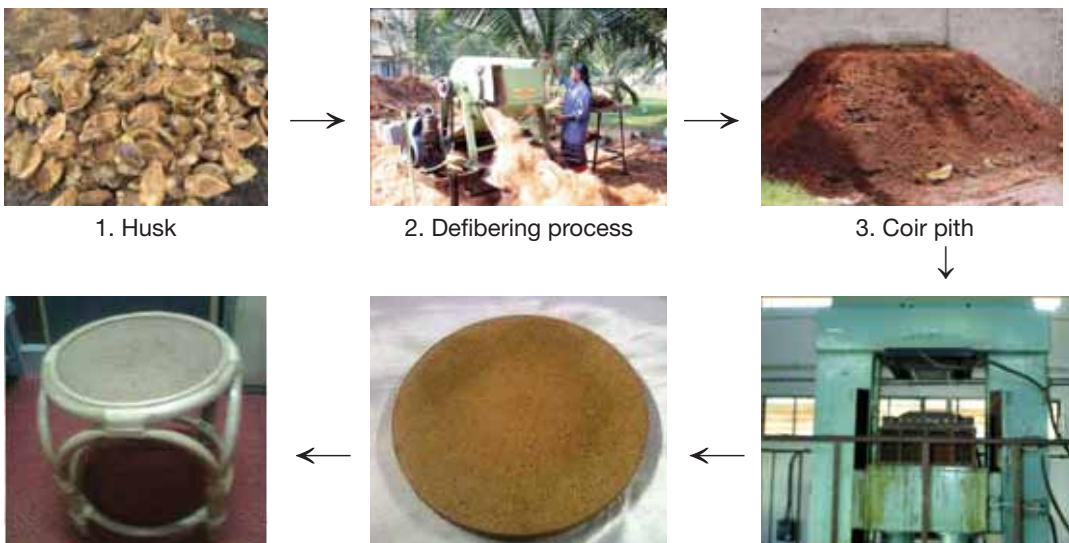 1. Husk
2. Defibering process
3. Coir pith